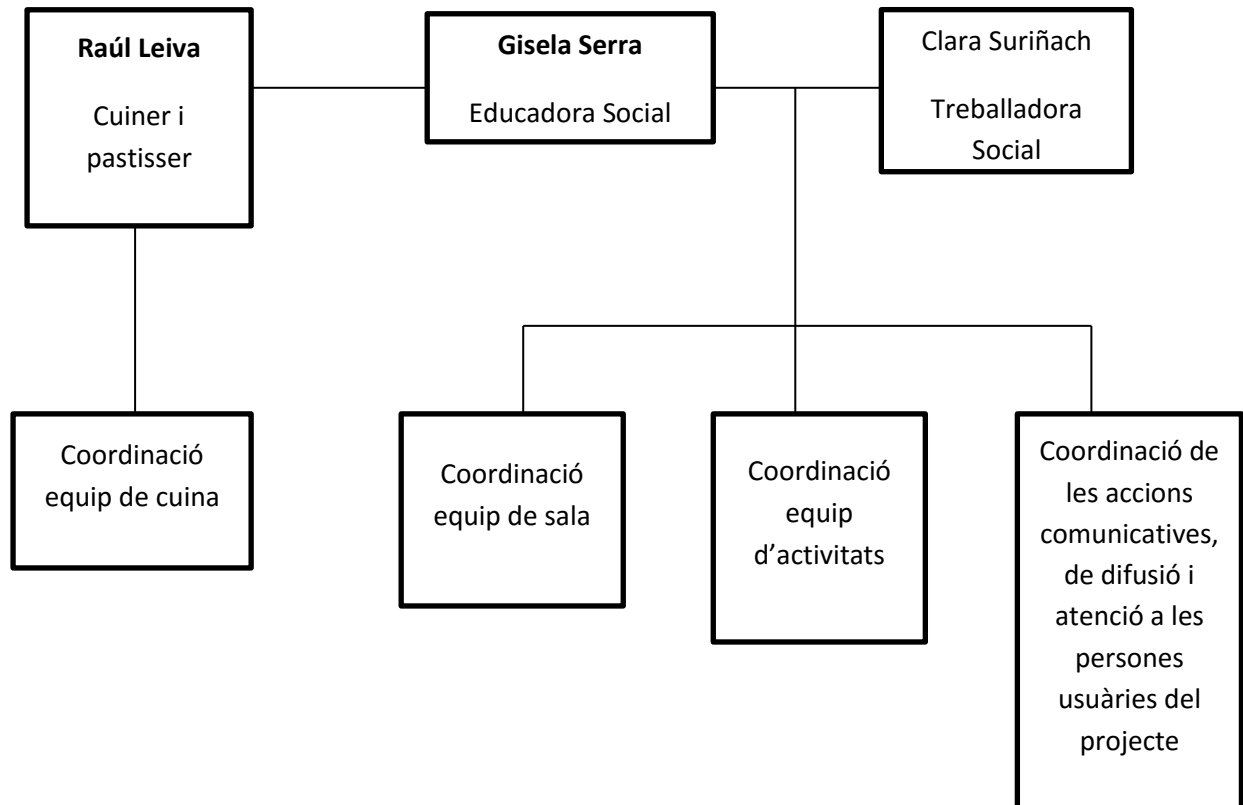 Raúl Leiva
Cuiner i
pastisser
Gisela Serra
Educadora Social
Clara Suriñach
Treballadora
Social
Coordinació
equip de cuina
Coordinació
equip de sala
Coordinació
equip
d’activitats
Coordinació de
les accions
comunicatives,
de difusió i
atenció a les
persones
usuàries del
projecte